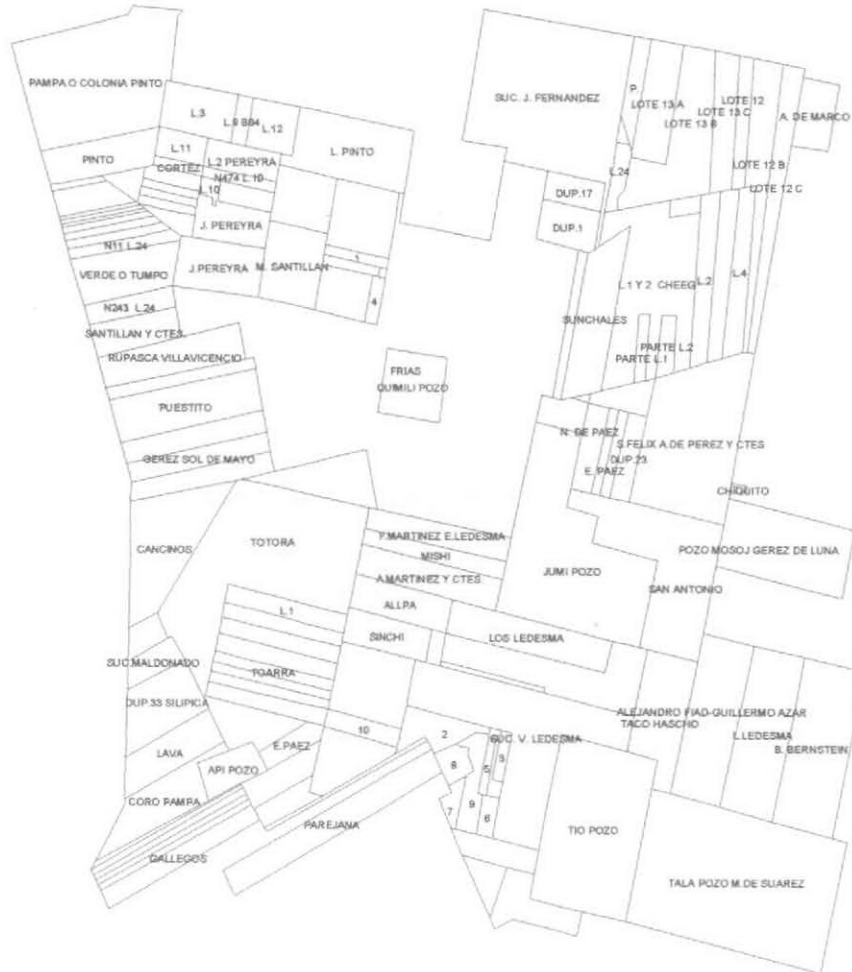 PAMPA O COLONIA PINTO
SUC. J. FERNANDEZ
P.
LOTE 13 A
LOTE 13 B
LOTE 13 C
LOTE 12
A. DE MARCO
L.3
L.9 B04
L.12
L. PINTO
L.11
PINTO
CORTEZ
L.2 PEREYRA
N474 L.10
L.10
L.24
DUP.17
LOTE 12 B
LOTE 12 C
J. PEREYRA
DUP.1
N11 L.24
VERDE O TUMPO
J.PEREYRA
M. SANTILLAN
1
4
L.1 Y 2 CHEEG
L.2
L.4
N243 L.24
SANTILLAN Y CTES.
SUNCHALES
RUPASCA VILLAVICENCIO
PARTE L.2
PARTE L.1
FRIAS
QUIMILI POZO
PUESTITO
N. DE PAEZ
S.FELIX A.DE PEREZ Y CTES
GEREZ SOL DE MAYO
DUP.23
E. PAEZ
CHIQUITO
CANCINOS
TOTORA
F.MARTINEZ E.LEDESMA
MISHI
POZO MOSOJ GEREZ DE LUNA
A.MARTINEZ Y CTES
JUMI POZO
SAN ANTONIO
ALLPA
L.1
SINCHI
LOS LEDESMA
SUC.MALDONADO
TOARRA
DUP.33 SILIPICA
ALEJANDRO FIAD-GUILLERMO AZAR
TACO HASCHO
10
2
SUC. V. LEDESMA
L.LEDESMA
B. BERNSTEIN
LAVA
E.PAEZ
API POZO
8
5
3
CORO PAMPA
7
9
6
PAREJANA
TIO POZO
GALLEGOS
TALA POZO M.DE SUAREZ